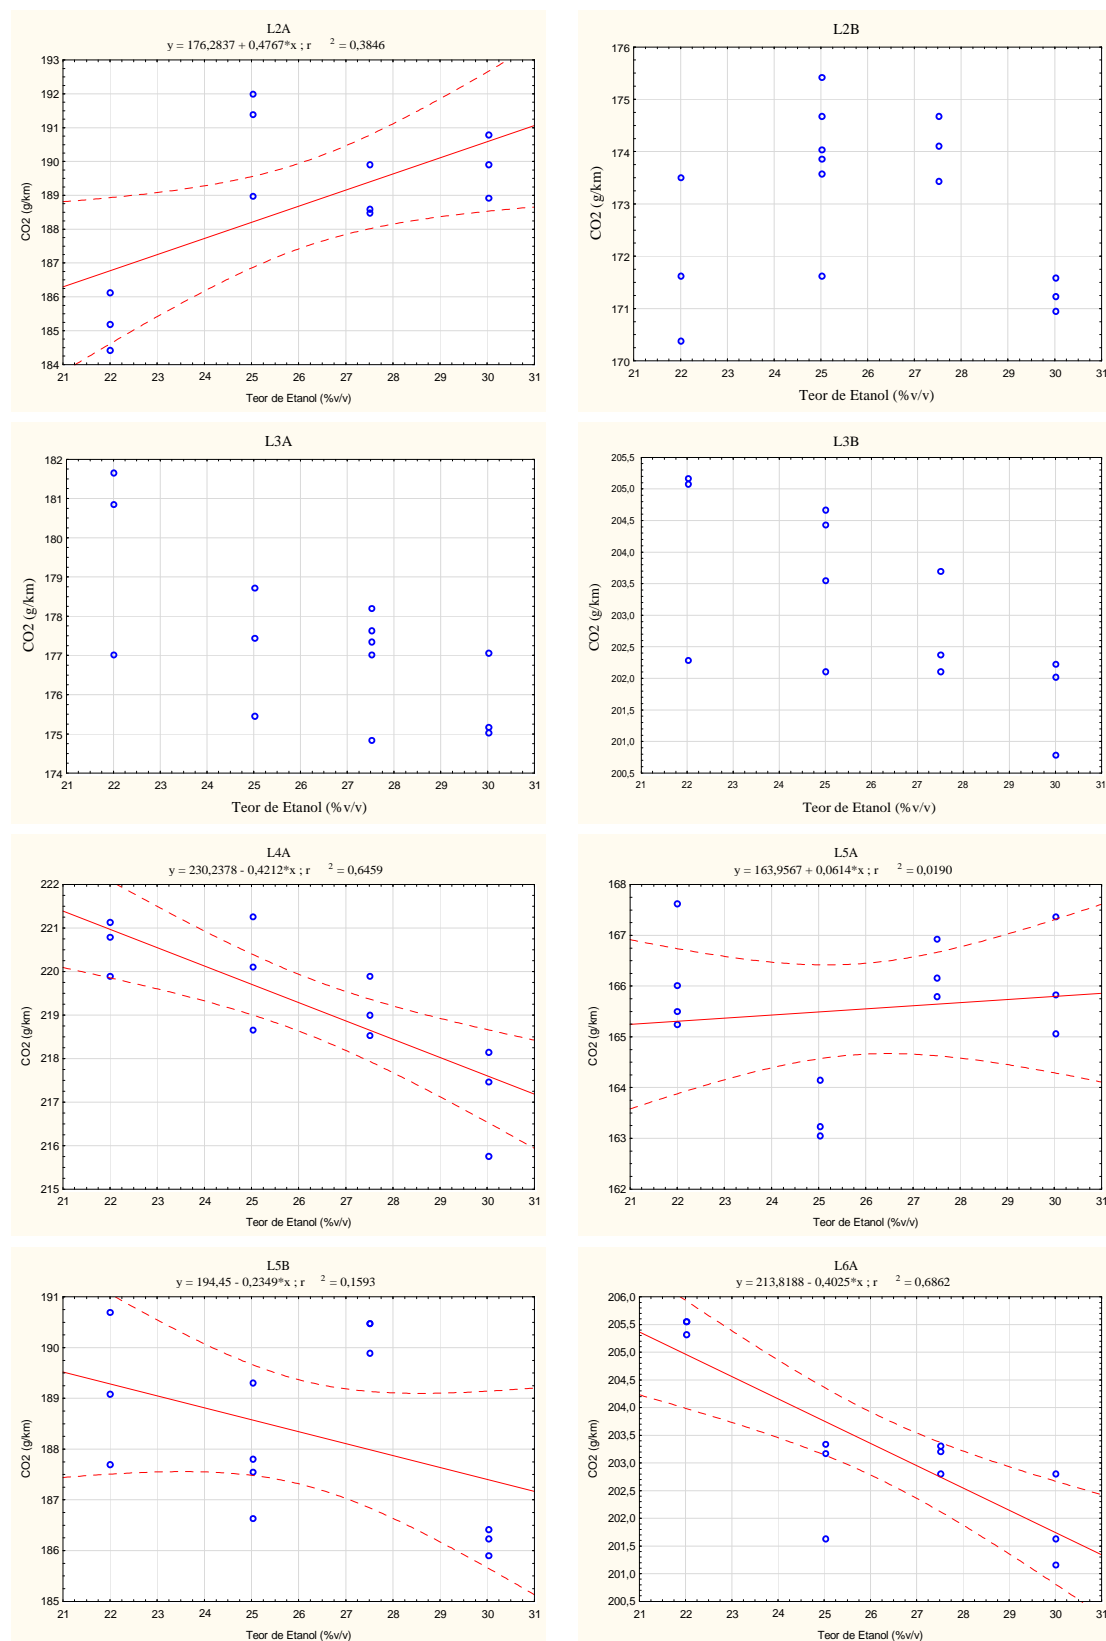 L2A
y = 176,2837 + 0,4767*x ; r 2 = 0,3846
193
192
191
190
189
188
187
186
185
184
CO2 (g/km)
21 22 23 24 25 26 27 28 29 30 31
Teor de Etanol (%v/v)
L2B
176
175
174
173
172
171
170
CO2 (g/km)
21 22 23 24 25 26 27 28 29 30 31
Teor de Etanol (%v/v)
L3A
182
181
180
179
178
177
176
175
174
CO2 (g/km)
21 22 23 24 25 26 27 28 29 30 31
Teor de Etanol (%v/v)
L3B
205,5
205,0
204,5
204,0
203,5
203,0
202,5
202,0
201,5
201,0
200,5
CO2 (g/km)
21 22 23 24 25 26 27 28 29 30 31
Teor de Etanol (%v/v)
L4A
y = 230,2378 - 0,4212*x ; r 2 = 0,6459
222
221
220
219
218
217
216
215
CO2 (g/km)
21 22 23 24 25 26 27 28 29 30 31
Teor de Etanol (%v/v)
L5A
y = 163,9567 + 0,0614*x ; r 2 = 0,0190
168
167
166
165
164
163
162
CO2 (g/km)
21 22 23 24 25 26 27 28 29 30 31
Teor de Etanol (%v/v)
L5B
y = 194,45 - 0,2349*x ; r 2 = 0,1593
191
190
189
188
187
186
185
CO2 (g/km)
21 22 23 24 25 26 27 28 29 30 31
Teor de Etanol (%v/v)
L6A
y = 213,8188 - 0,4025*x ; r 2 = 0,6862
206,0
205,5
205,0
204,5
204,0
203,5
203,0
202,5
202,0
201,5
201,0
200,5
CO2 (g/km)
21 22 23 24 25 26 27 28 29 30 31
Teor de Etanol (%v/v)